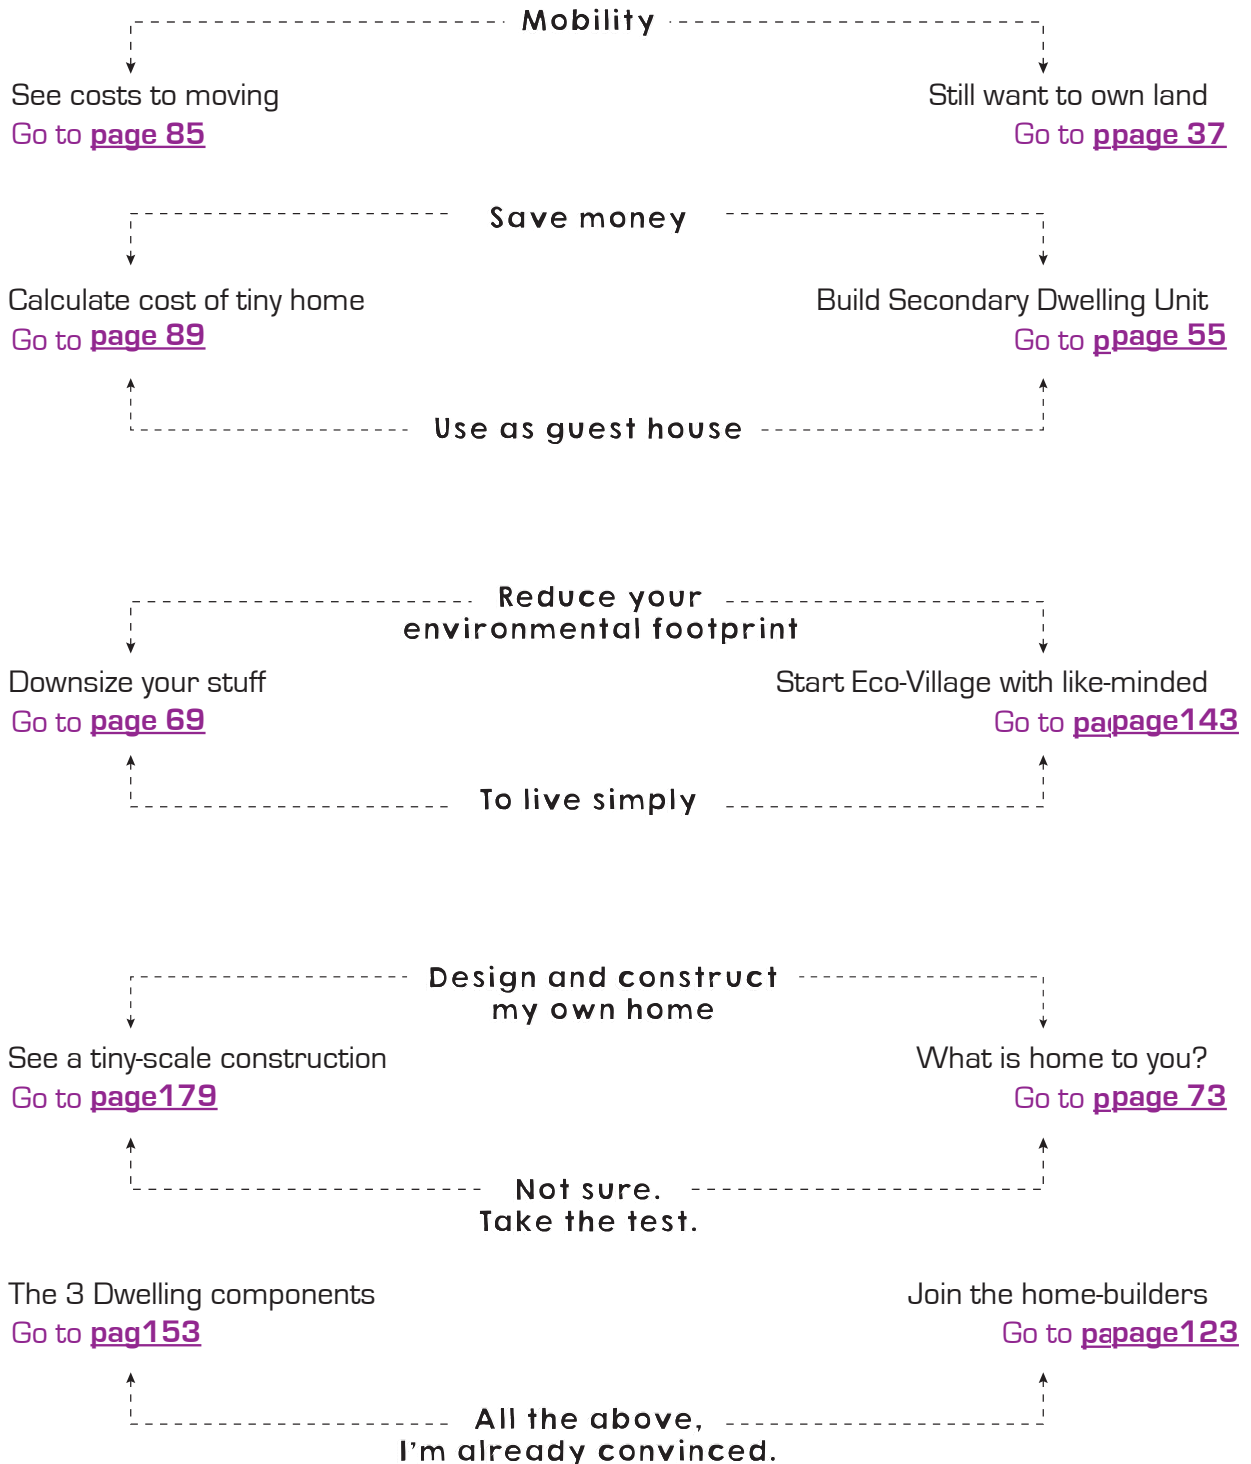 Mobility
See costs to moving
Still want to own land
Go to page 85
Go to ppage 37
Save money
Calculate cost of tiny home
Build Secondary Dwelling Unit
Go to page 89
Go to ppage 55
Use as guest house
Reduce your
environmental footprint
Downsize your stuff
Start Eco-Village with like-minded
Go to page 69
Go to pagpage143
To live simply
Design and construct
my own home
See a tiny-scale construction
What is home to you?
Go to page179
Go to ppage 73
Not sure.
Take the test.
The 3 Dwelling components
Join the home-builders
Go to pag153
Go to papage123
All the above,
I'm already convinced.